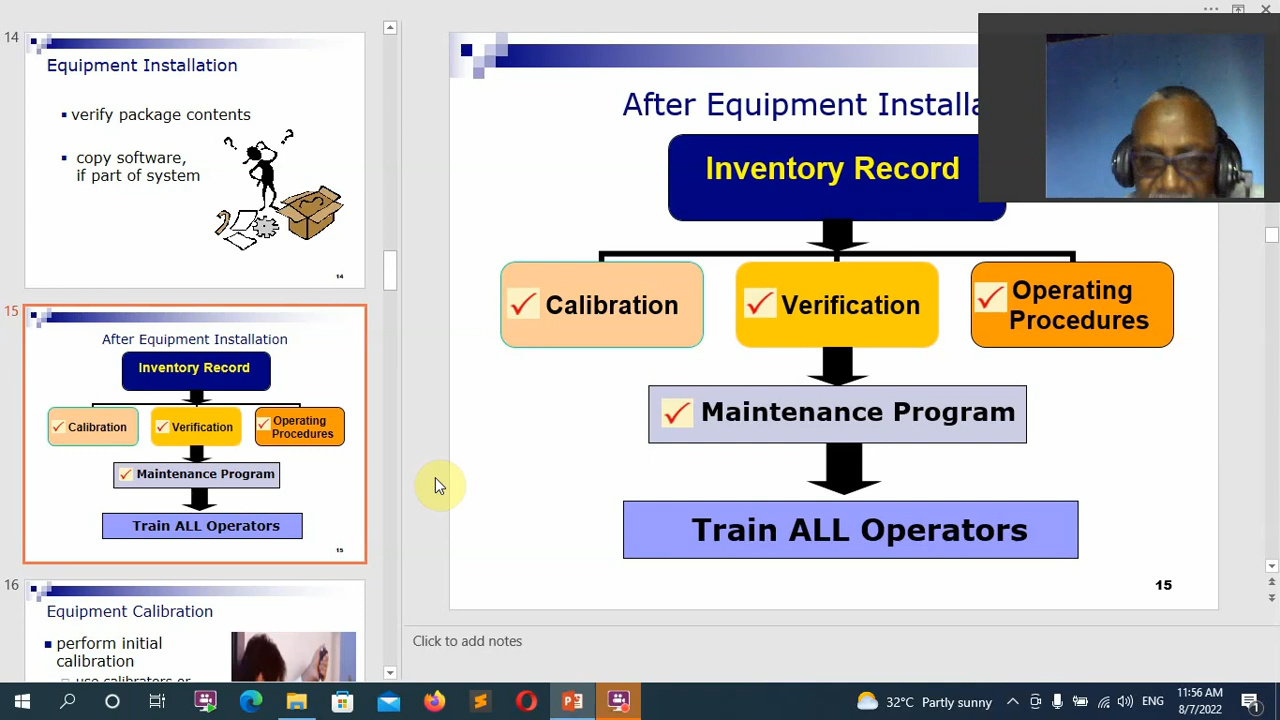 14
Equipment Installation
▪ verify package contents
▪ copy software,
if part of system
14
15
After Equipment Installation
Inventory Record
Calibration
Verification
Operating
Procedures
Maintenance Program
Train ALL Operators
15
16
Equipment Calibration
▪ perform initial
calibration
After Equipment Installa
Inventory Record
Calibration
Verification
Operating
Procedures
Maintenance Program
Train ALL Operators
15
Click to add notes
32°C Partly sunny
ENG
11:56 AM
8/7/2022